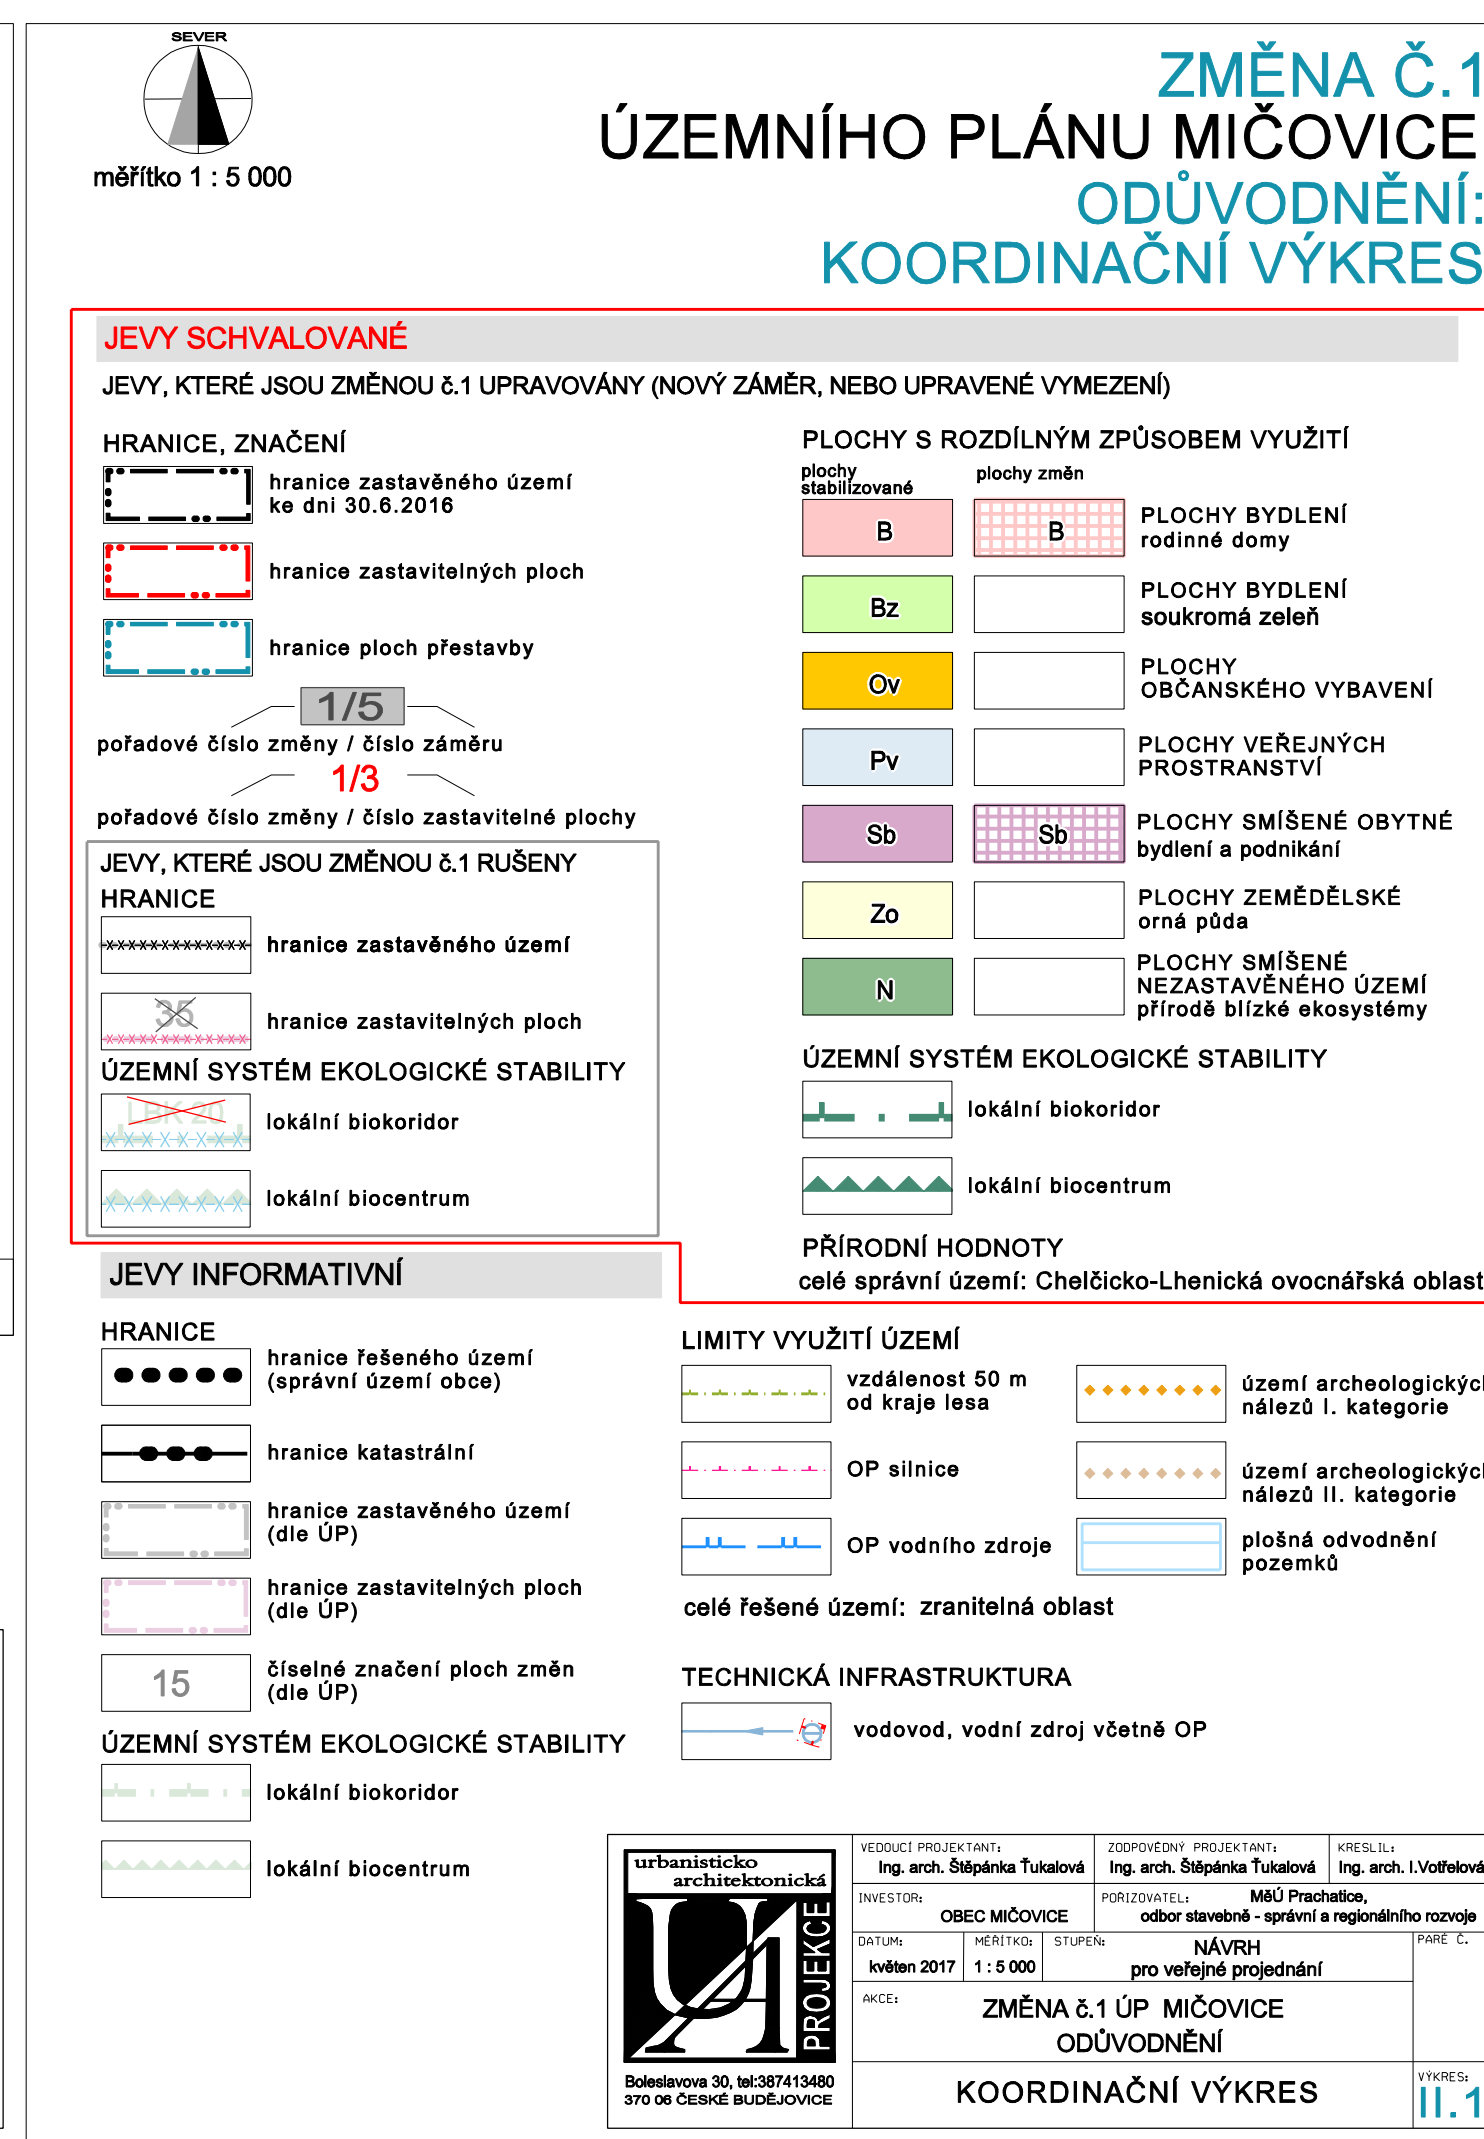 SEVER
měřítko 1 : 5 000
ZMĚNA Č.1
ÚZEMNÍHO PLÁNU MIČOVICE
ODŮVODNĚNÍ:
KOORDINAČNÍ VÝKRES
JEVY SCHVALOVANÉ
JEVY, KTERÉ JSOU ZMĚNOU č.1 UPRAVOVÁNY (NOVÝ ZÁMĚR, NEBO UPRAVENÉ VYMEZENÍ)
HRANICE, ZNAČENÍ
hranice zastavěného území
ke dni 30.6.2016
hranice zastavitelných ploch
hranice ploch přestavby
1/5
pořadové číslo změny / číslo záměru
1/3
pořadové číslo změny / číslo zastavitelné plochy
JEVY, KTERÉ JSOU ZMĚNOU č.1 RUŠENY
HRANICE
hranice zastavěného území
35
hranice zastavitelných ploch
ÚZEMNÍ SYSTÉM EKOLOGICKÉ STABILITY
LBK 20
lokální biokoridor
lokální biocentrum
PLOCHY S ROZDÍLNÝM ZPŮSOBEM VYUŽITÍ
plochy
stabilizované
plochy změn
B
B
PLOCHY BYDLENÍ
rodinné domy
Bz
PLOCHY BYDLENÍ
soukromá zeleň
Ov
PLOCHY
OBČANSKÉHO VYBAVENÍ
Pv
PLOCHY VEŘEJNÝCH
PROSTRANSTVÍ
Sb
Sb
PLOCHY SMÍŠENÉ OBYTNÉ
bydlení a podnikání
Zo
PLOCHY ZEMĚDĚLSKÉ
orná půda
N
PLOCHY SMÍŠENÉ
NEZASTAVĚNÉHO ÚZEMÍ
přírodě blízké ekosystémy
ÚZEMNÍ SYSTÉM EKOLOGICKÉ STABILITY
lokální biokoridor
lokální biocentrum
PŘÍRODNÍ HODNOTY
celé správní území: Chelčicko-Lhenická ovocnářská oblast
JEVY INFORMATIVNÍ
HRANICE
hranice řešeného území
(správní území obce)
hranice katastrální
hranice zastavěného území
(dle ÚP)
hranice zastavitelných ploch
(dle ÚP)
15
číselné značení ploch změn
(dle ÚP)
ÚZEMNÍ SYSTÉM EKOLOGICKÉ STABILITY
lokální biokoridor
lokální biocentrum
LIMITY VYUŽITÍ ÚZEMÍ
vzdálenost 50 m
od kraje lesa
OP silnice
OP vodního zdroje
území archeologických
nálezů I. kategorie
území archeologických
nálezů II. kategorie
plošná odvodnění
pozemků
celé řešené území: zranitelná oblast
TECHNICKÁ INFRASTRUKTURA
vodovod, vodní zdroj včetně OP
urbanisticko
architektonická
UA
PROJEKCE
Boleslavova 30, tel:387413480
370 06 ČESKÉ BUDĚJOVICE
VEDOUCÍ PROJEKTANT:
Ing. arch. Štěpánka Ťukalová
ZODPOVĚDNÝ PROJEKTANT:
Ing. arch. Štěpánka Ťukalová
KRESLIL:
Ing. arch. I.Votřelová
INVESTOR:
OBEC MIČOVICE
POŘIZOVATEL:
MěÚ Prachatice,
odbor stavebně - správní a regionálního rozvoje
DATUM:
květen 2017
MĚŘÍTKO:
1 : 5 000
STUPEŇ:
NÁVRH
pro veřejné projednání
PARÉ Č.
AKCE:
ZMĚNA č.1 ÚP MIČOVICE
ODŮVODNĚNÍ
KOORDINAČNÍ VÝKRES
VÝKRES:
II.1